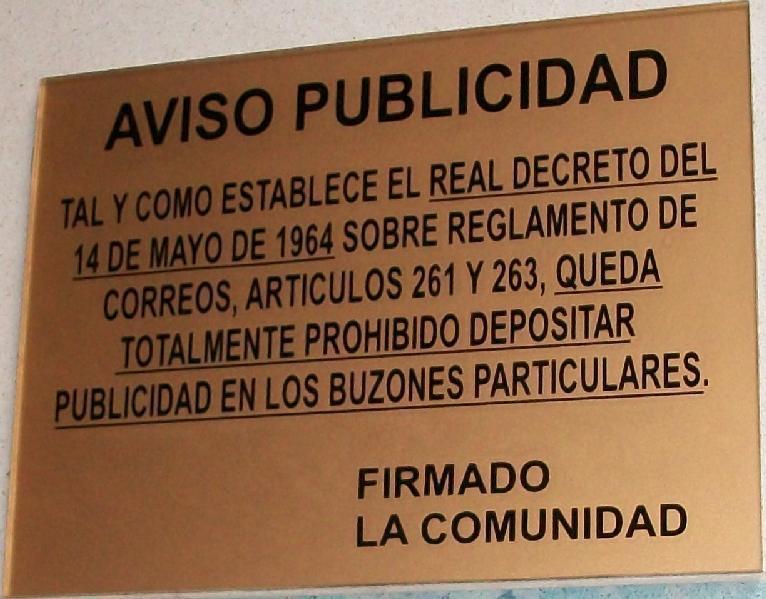 AVISO PUBLICIDAD
TAL Y COMO ESTABLECE EL REAL DECRETO DEL
14 DE MAYO DE 1964 SOBRE REGLAMENTO DE
CORREOS, ARTICULOS 261 Y 263, QUEDA
TOTALMENTE PROHIBIDO DEPOSITAR
PUBLICIDAD EN LOS BUZONES PARTICULARES.
FIRMADO
LA COMUNIDAD